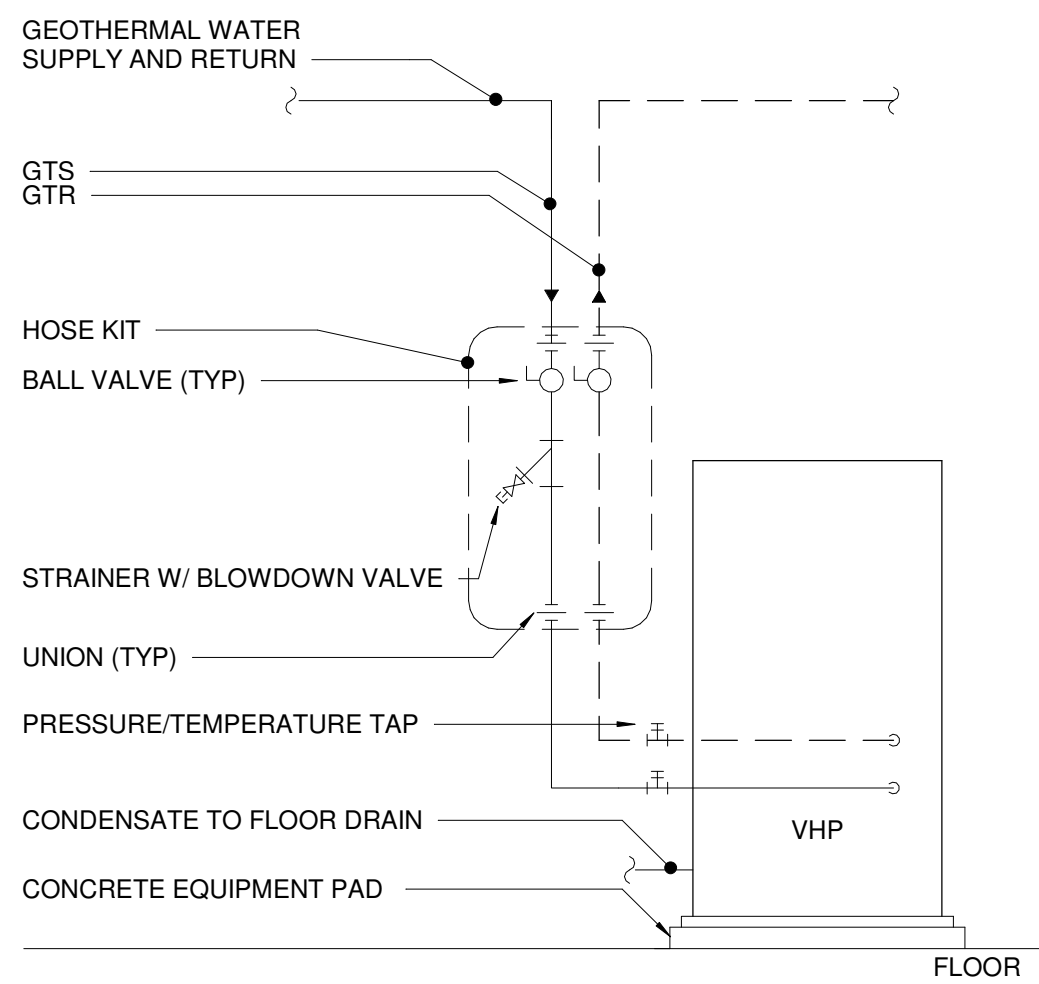 GEOTHERMAL WATER
SUPPLY AND RETURN
GTS
GTR
HOSE KIT
BALL VALVE (TYP)
STRAINER W/ BLOWDOWN VALVE
UNION (TYP)
PRESSURE/TEMPERATURE TAP
CONDENSATE TO FLOOR DRAIN
VHP
CONCRETE EQUIPMENT PAD
FLOOR